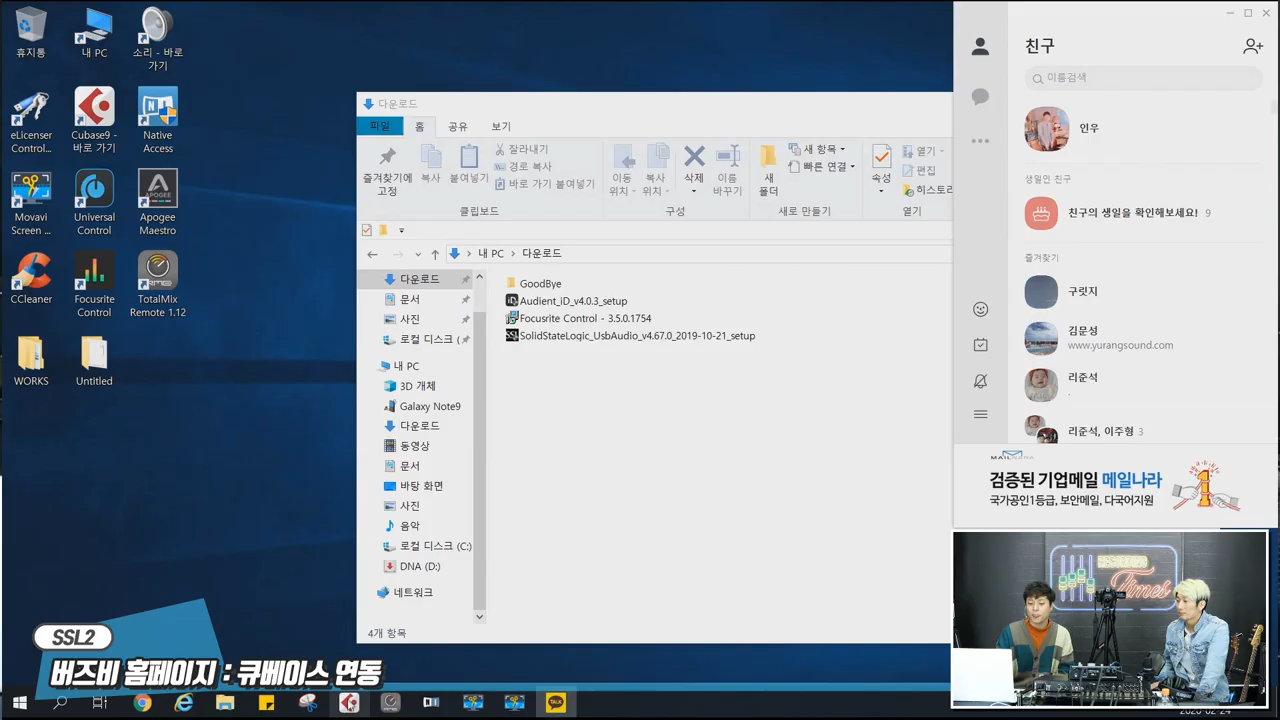 휴지통
내 PC
소리 - 바로
가기
eLicenser
Control...
Cubase9 -
바로 가기
Native
Access
Movavi
Screen ...
Universal
Control
Apogee
Maestro
CCleaner
Focusrite
Control
TotalMix
Remote 1.12
WORKS
Untitled
다운로드
파일
홈
공유
보기
즐겨찾기에
고정
복사
붙여넣기
잘라내기
경로 복사
바로 가기 붙여넣기
클립보드
이동
위치
복사
위치
삭제
이름
바꾸기
구성
새
폴더
새 항목
빠른 연결
새로 만들기
속성
열기
편집
히스토리
열기
내 PC
다운로드
다운로드
문서
사진
로컬 디스크 (
내 PC
3D 개체
Galaxy Note9
다운로드
동영상
문서
바탕 화면
사진
음악
로컬 디스크 (C:)
DNA (D:)
네트워크
GoodBye
Audient_iD_v4.0.3_setup
Focusrite Control - 3.5.0.1754
SolidStateLogic_UsbAudio_v4.67.0_2019-10-21_setup
4개 항목
친구
이름검색
인우
생일인 친구
친구의 생일을 확인해보세요! 9
즐겨찾기
구릿지
김문성
www.yurangsound.com
리준석
.
리준석, 이주형 3
MAILNARA
검증된 기업메일 메일나라
국가공인1등급, 보안메일, 다국어지원
Times
SSL2
버즈비 홈페이지 : 큐베이스 연동
TALK
2020-02-24